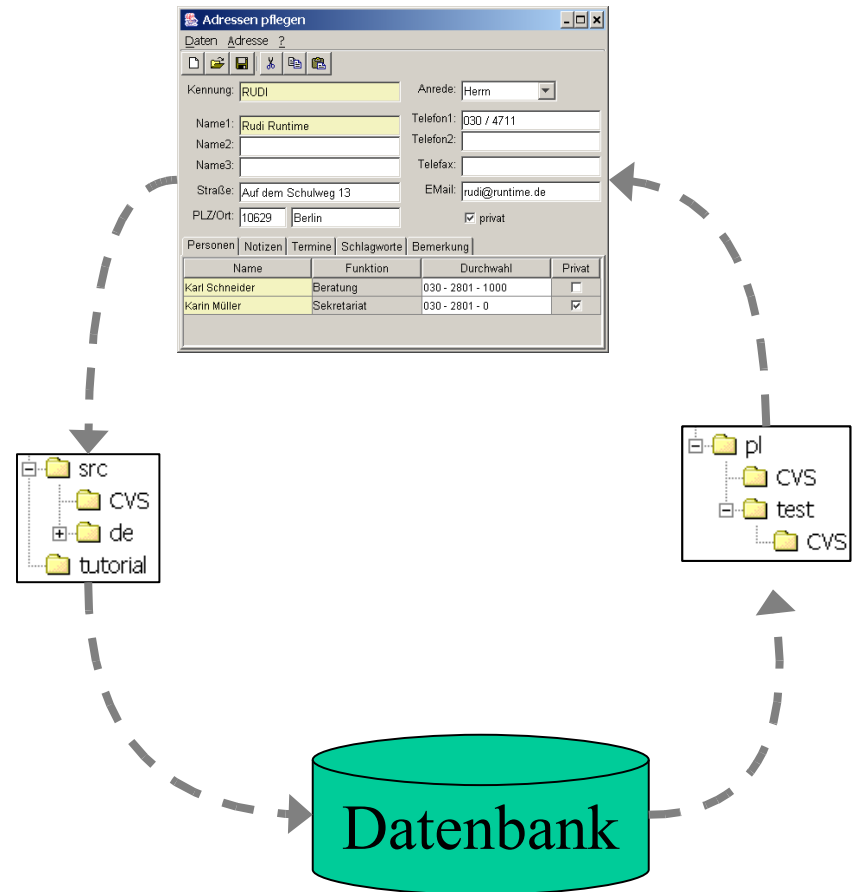 Adressen pflegen
Daten Adresse ?
Kennung: RUDI Anrede: Herrn
Name1: Rudi Runtime Telefon1: 030 / 4711
Name2: Telefon2:
Name3: Telefax:
Straße: Auf dem Schulweg 13 EMail: rudi@runtime.de
PLZ/Ort: 10629 Berlin privat
Personen Notizen Termine Schlagworte Bemerkung
Name Funktion Durchwahl Privat
Karl Schneider Beratung 030 - 2801 - 1000
Karin Müller Sekretariat 030 - 2801 - 0
src
CVS
de
tutorial
pl
CVS
test
CVS
Datenbank